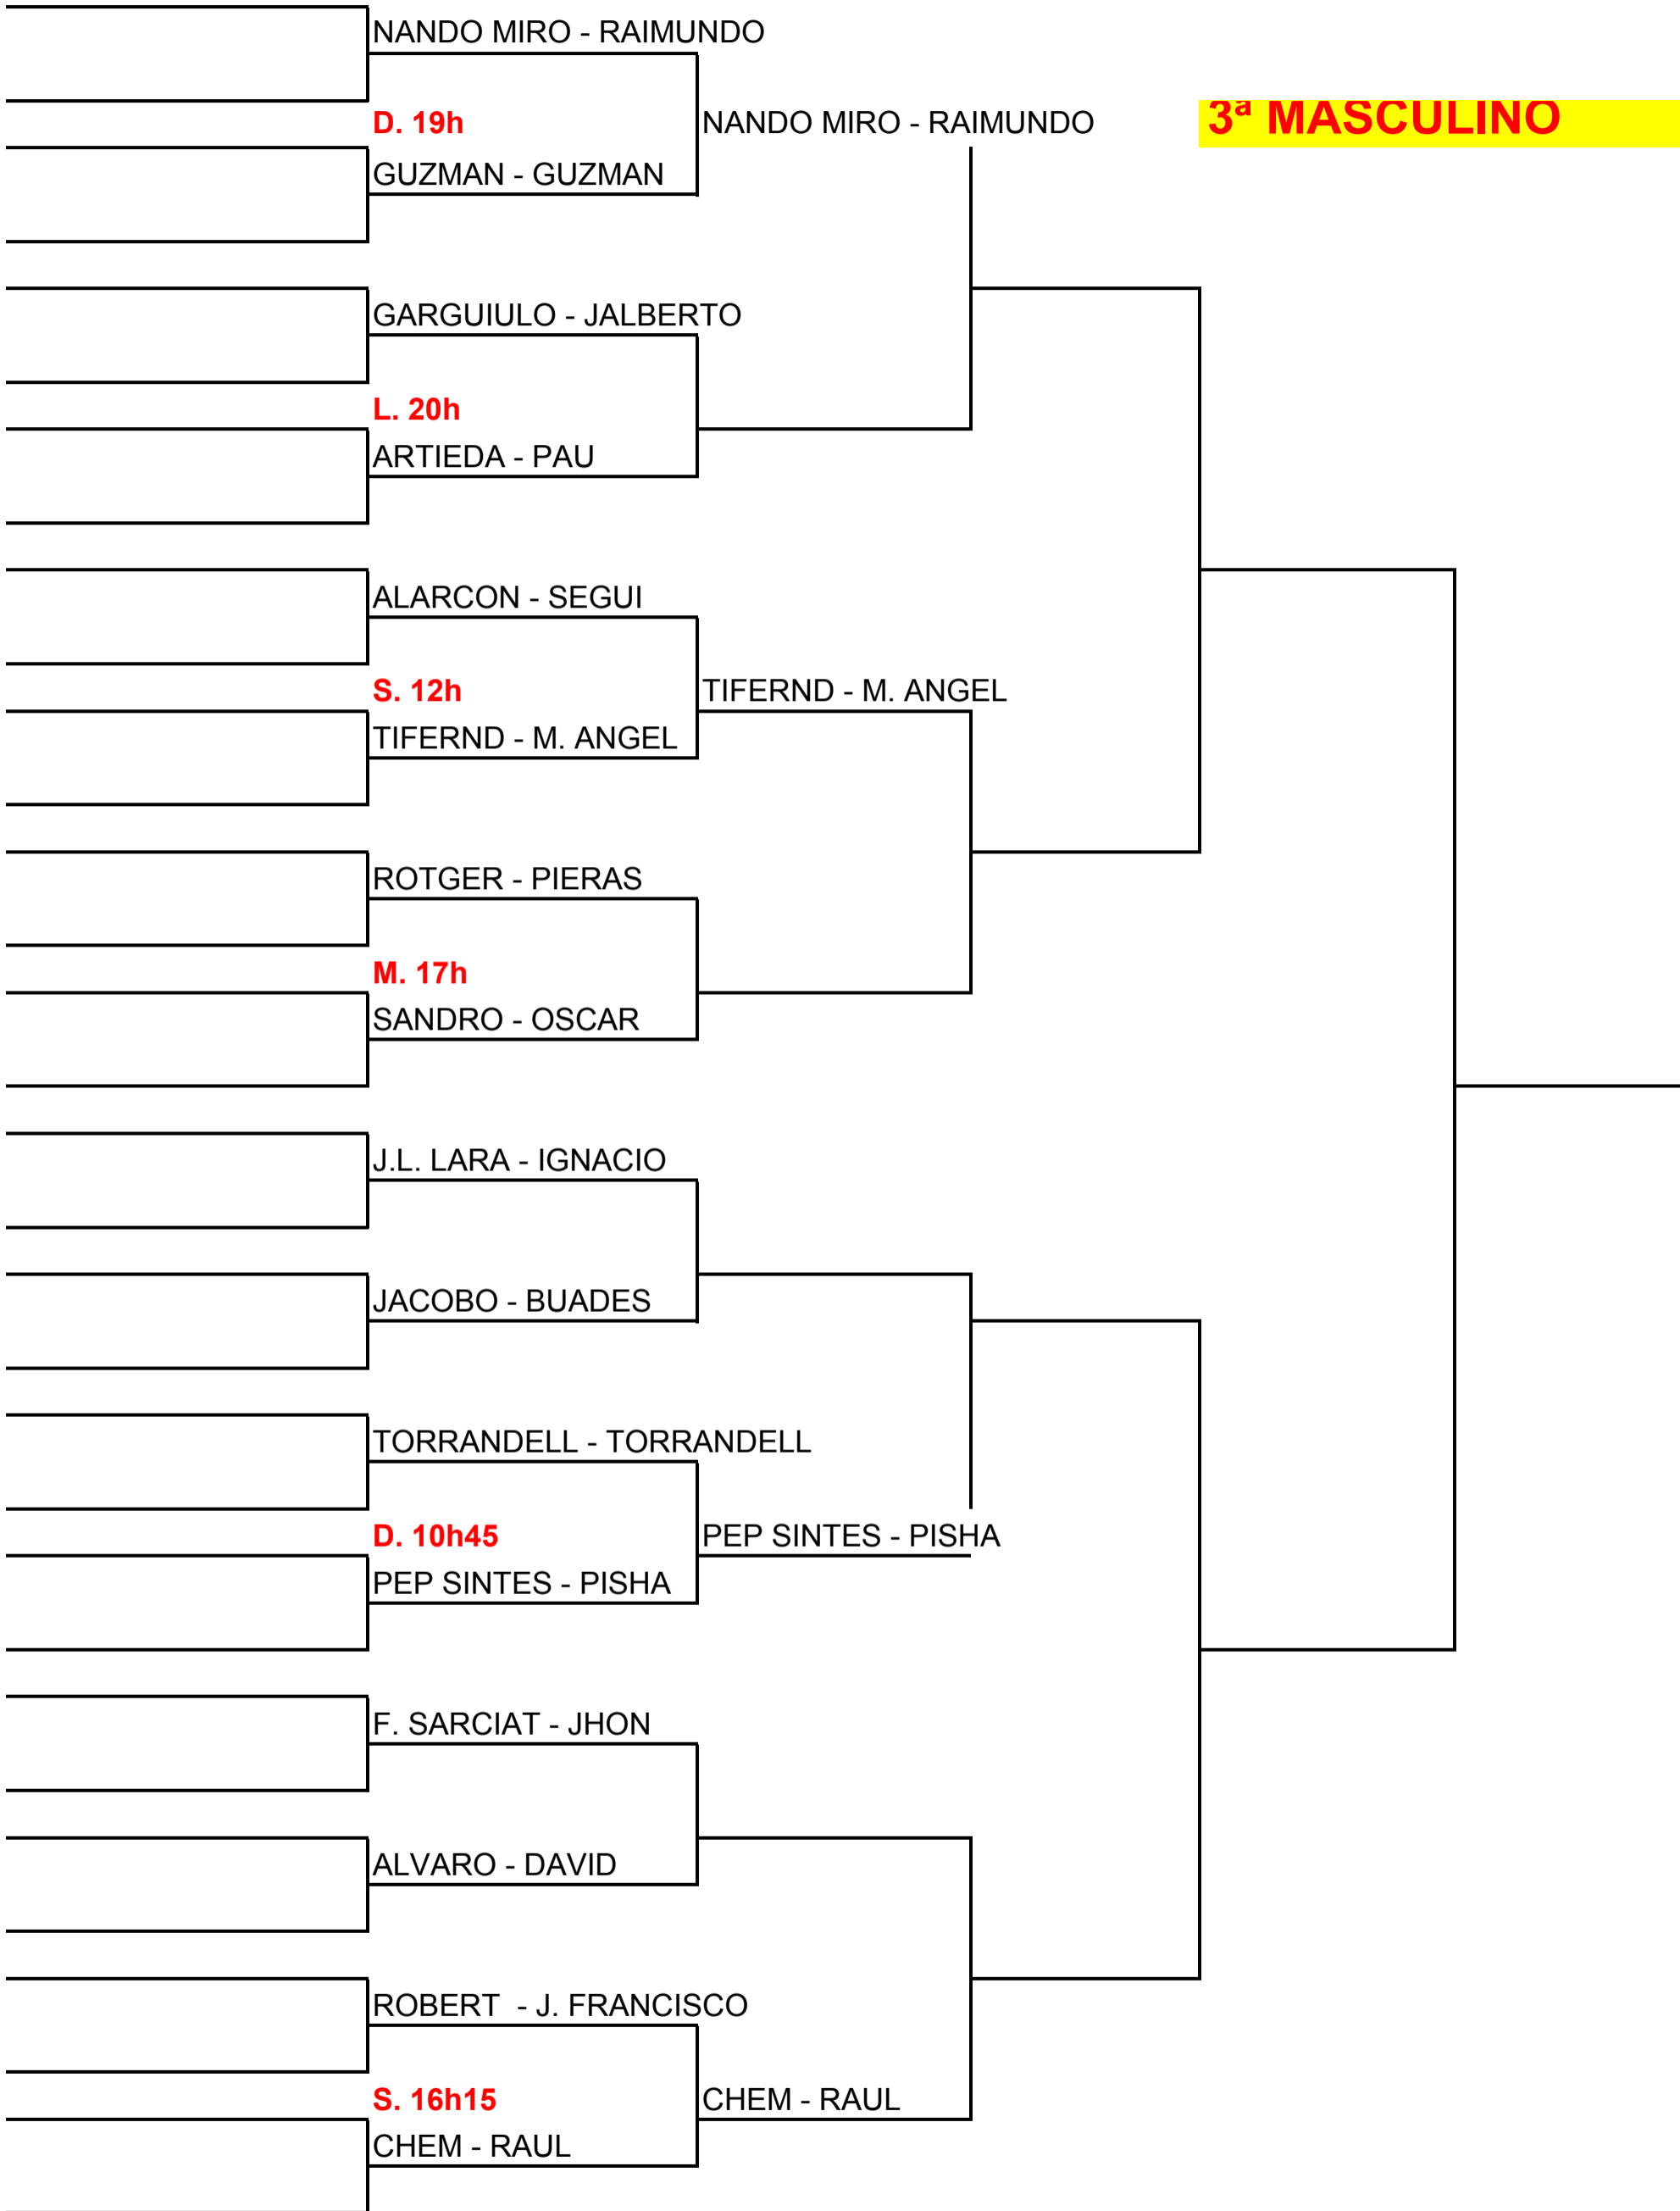 NANDO MIRO - RAIMUNDO
D. 19h
NANDO MIRO - RAIMUNDO
3ª MASCULINO
GUZMAN - GUZMAN
GARGUIULO - JALBERTO
L. 20h
ARTIEDA - PAU
ALARCON - SEGUI
S. 12h
TIFERND - M. ANGEL
TIFERND - M. ANGEL
ROTGER - PIERAS
M. 17h
SANDRO - OSCAR
J.L. LARA - IGNACIO
JACOBO - BUADES
TORRANDELL - TORRANDELL
D. 10h45
PEP SINTES - PISHA
PEP SINTES - PISHA
F. SARCIAT - JHON
ALVARO - DAVID
ROBERT  - J. FRANCISCO
S. 16h15
CHEM - RAUL
CHEM - RAUL